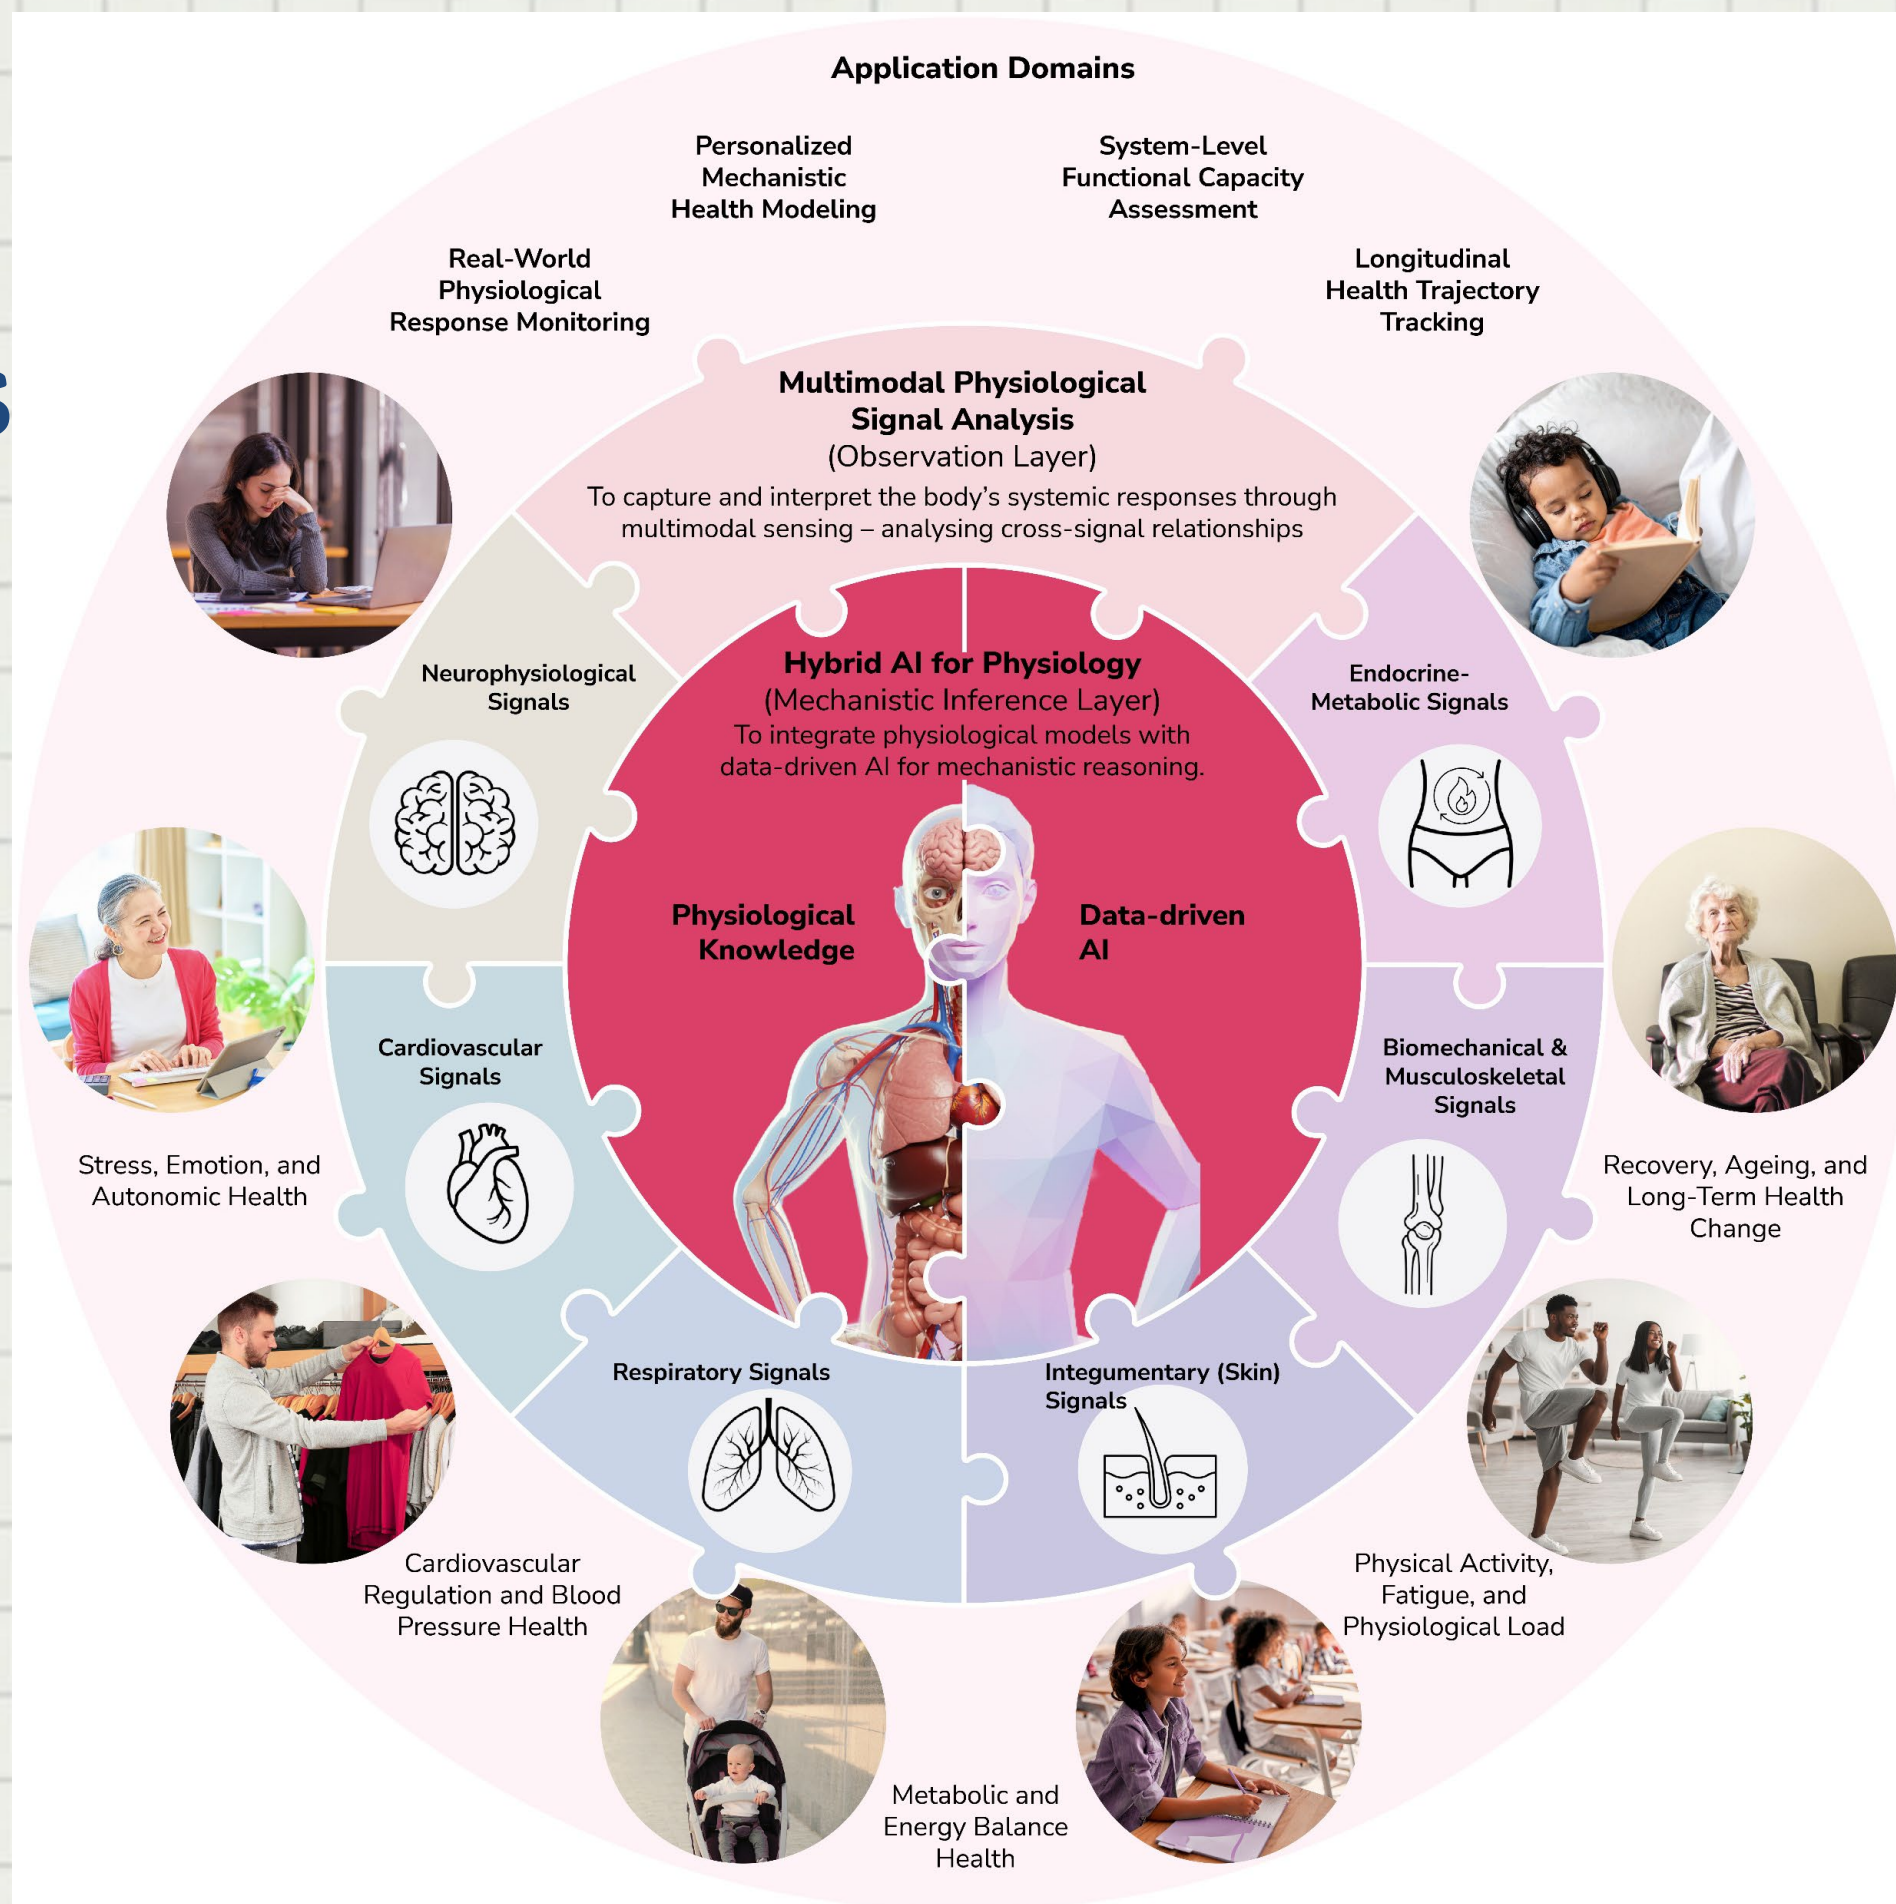 Application Domains
Personalized
Mechanistic
Health Modeling
System-Level
Functional Capacity
Assessment
Real-World
Physiological
Response Monitoring
Longitudinal
Health Trajectory
Tracking
Multimodal Physiological
Signal Analysis
(Observation Layer)
To capture and interpret the body's systemic responses through
multimodal sensing – analysing cross-signal relationships
Hybrid AI for Physiology
(Mechanistic Inference Layer)
To integrate physiological models with
data-driven AI for mechanistic reasoning.
Neurophysiological
Signals
Endocrine-
Metabolic Signals
Physiological
Knowledge
Data-driven
AI
Cardiovascular
Signals
Biomechanical &
Musculoskeletal
Signals
Stress, Emotion, and
Autonomic Health
Recovery, Ageing, and
Long-Term Health
Change
Respiratory Signals
Integumentary (Skin)
Signals
Cardiovascular
Regulation and Blood
Pressure Health
Physical Activity,
Fatigue, and
Physiological Load
Metabolic and
Energy Balance
Health